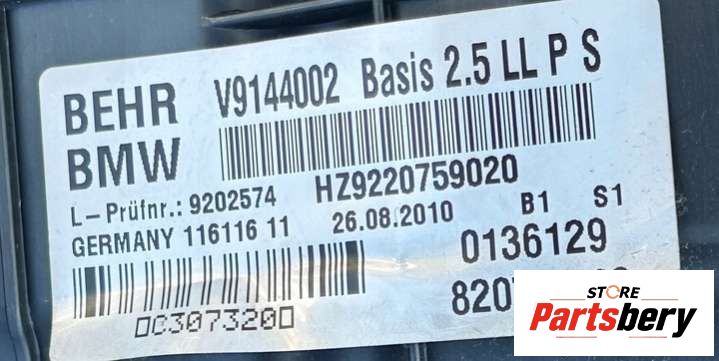 BEHR V9144002 Basis 2.5 LL P S
BMW
HZ9220759020
L–Prüfnr.: 9202574 26.08.2010 B1 S1
GERMANY 116116 11 0136129
C3073200
STORE
Partsbery